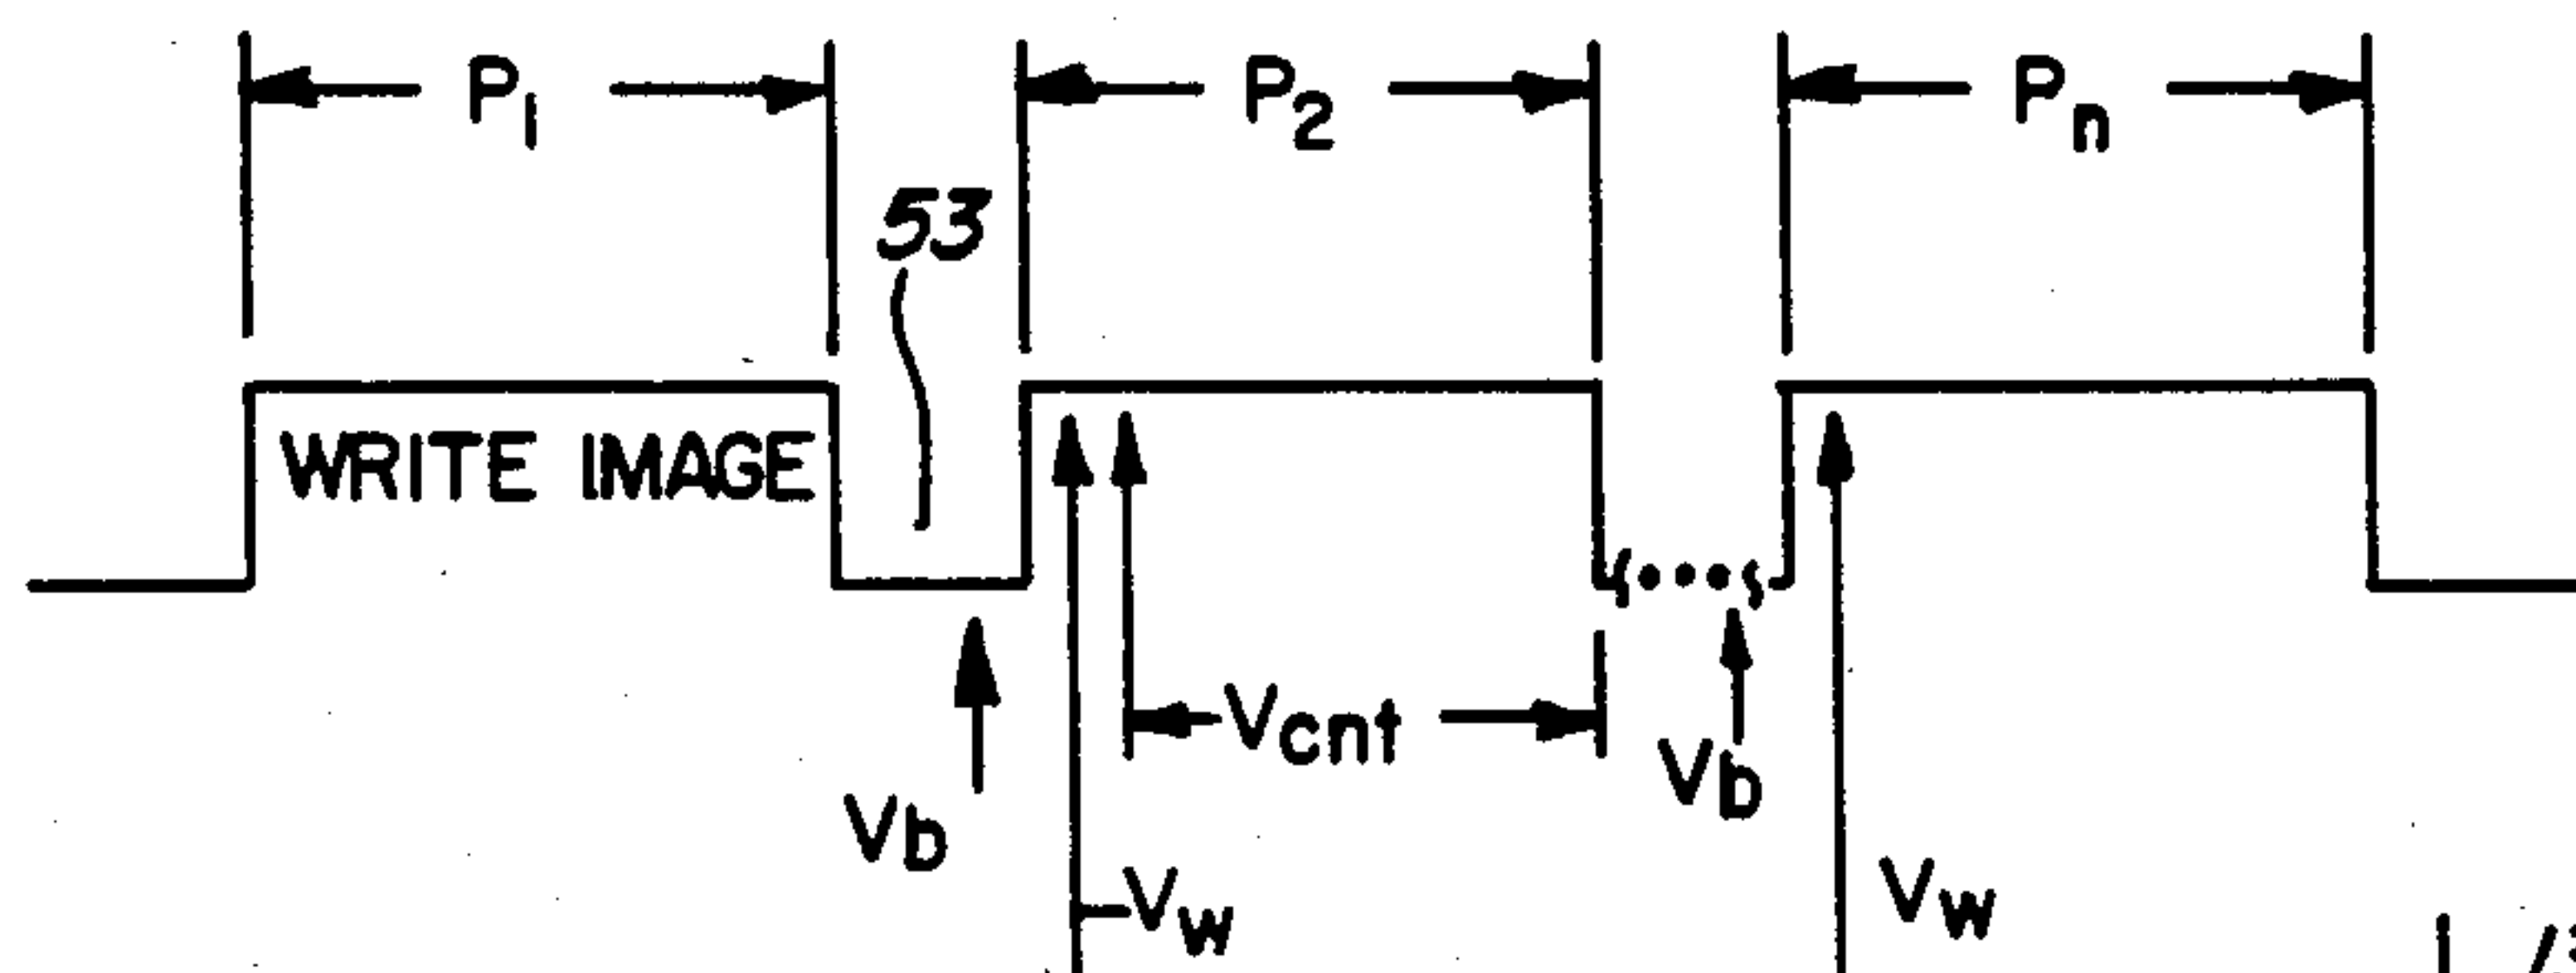 P1 P2 Pn
53
WRITE IMAGE
Vcnt
Vb Vb
Vw Vw